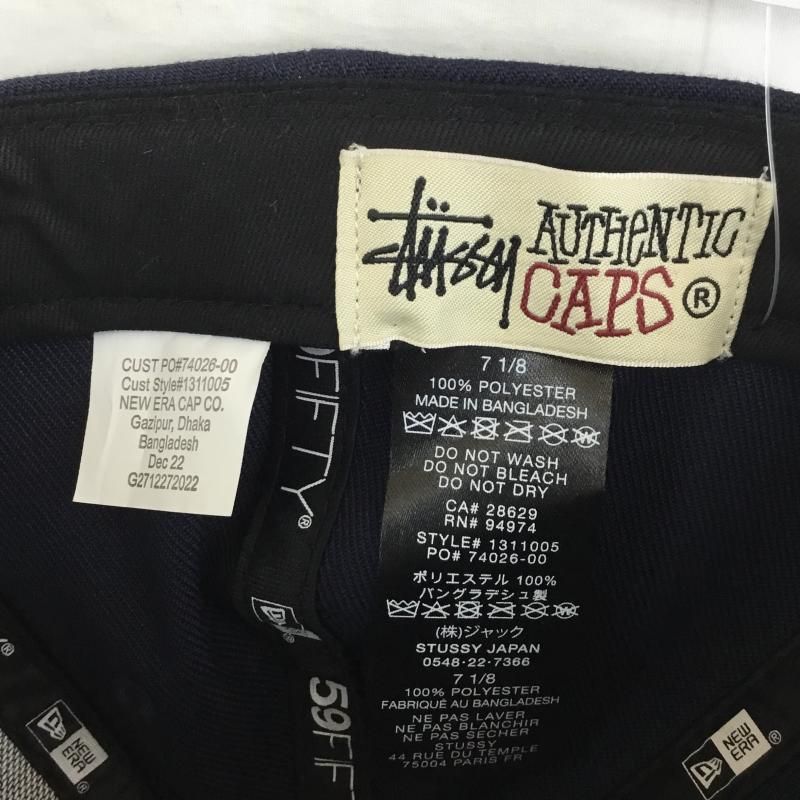 Stüssy AUTHENTIC
CAPS ®
CUST PO#74026-00
Cust Style#1311005
NEW ERA CAP CO.
Gazipur, Dhaka
Bangladesh
Dec 22
G2712272022
7 1/8
100% POLYESTER
MADE IN BANGLADESH
DO NOT WASH
DO NOT BLEACH
DO NOT DRY
CA# 28629
RN# 94974
STYLE# 1311005
PO# 74026-00
ポリエステル 100%
バングラデシュ製
(株)ジャック
STUSSY JAPAN
0548·22·7366
7 1/8
100% POLYESTER
FABRIQUÉ AU BANGLADESH
NE PAS LAVER
NE PAS BLANCHIR
NE PAS SECHER
STUSSY
44 RUE DU TEMPLE
75004 PARIS FR
FIFTY®
59FIFTY
NEW ERA
NEW ERA®